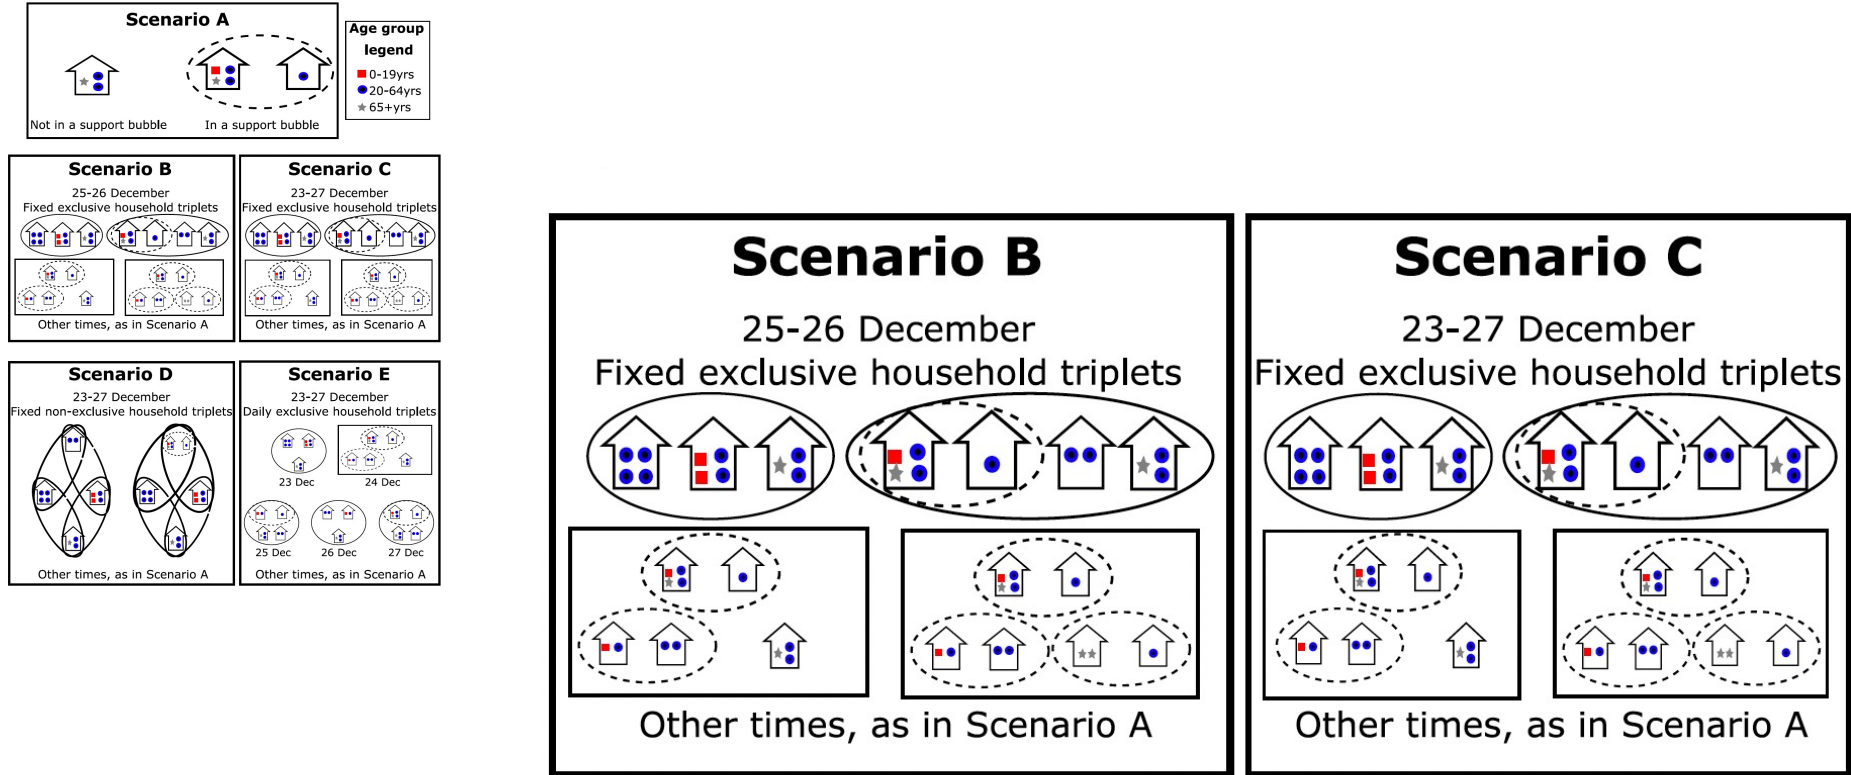 Scenario A
Not in a support bubble
In a support bubble
Age group
legend
0-19yrs
20-64yrs
65+yrs
Scenario B
25-26 December
Fixed exclusive household triplets
Other times, as in Scenario A
Scenario C
23-27 December
Fixed exclusive household triplets
Other times, as in Scenario A
Scenario D
23-27 December
Fixed non-exclusive household triplets
Other times, as in Scenario A
Scenario E
23-27 December
Daily exclusive household triplets
23 Dec
24 Dec
25 Dec
26 Dec
27 Dec
Other times, as in Scenario A
Scenario B
25-26 December
Fixed exclusive household triplets
Other times, as in Scenario A
Scenario C
23-27 December
Fixed exclusive household triplets
Other times, as in Scenario A